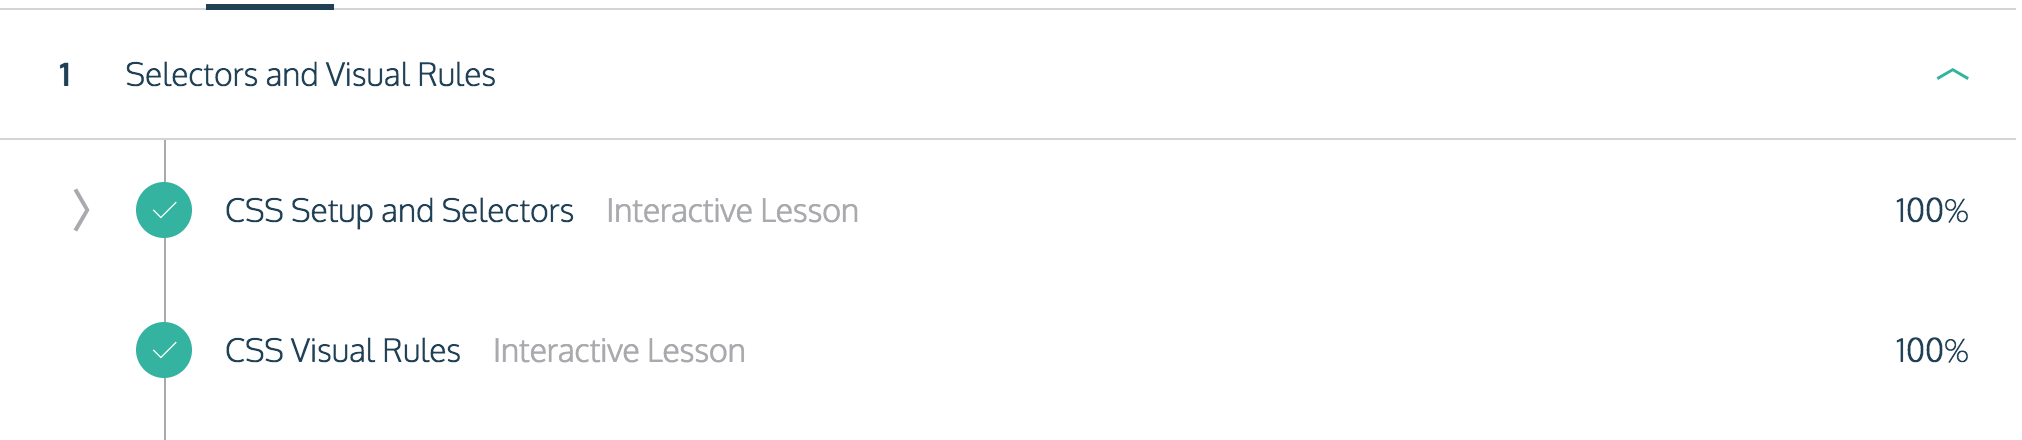 1 Selectors and Visual Rules
CSS Setup and Selectors Interactive Lesson 100%
CSS Visual Rules Interactive Lesson 100%